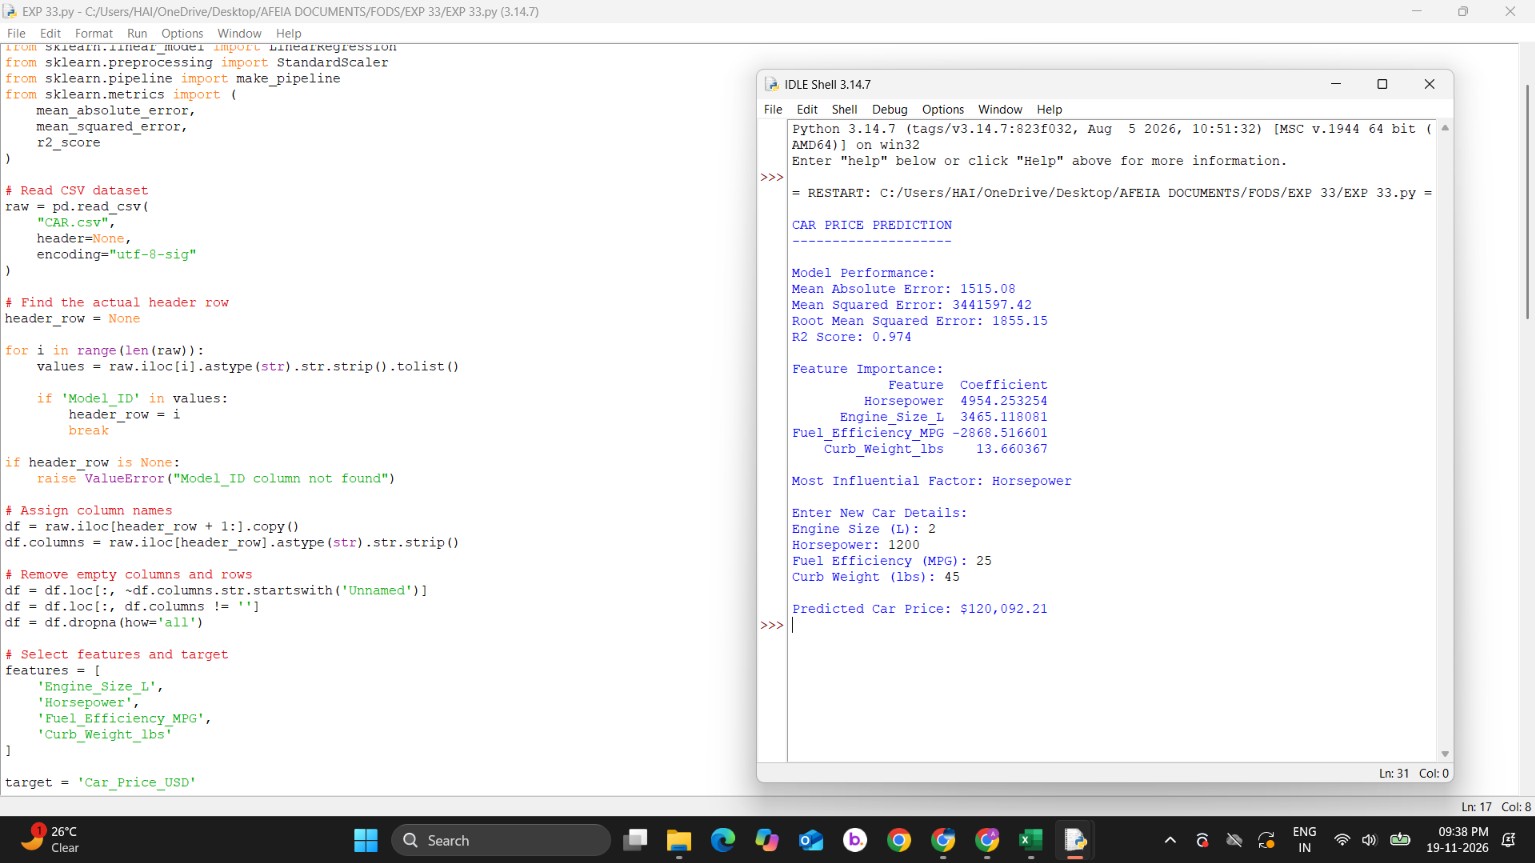 EXP 33.py - C:/Users/HAI/OneDrive/Desktop/AFEIA DOCUMENTS/FODS/EXP 33/EXP 33.py (3.14.7)
File Edit Format Run Options Window Help
from sklearn.linear_model import LinearRegression
from sklearn.preprocessing import StandardScaler
from sklearn.pipeline import make_pipeline
from sklearn.metrics import (
    mean_absolute_error,
    mean_squared_error,
    r2_score
)
# Read CSV dataset
raw = pd.read_csv(
    "CAR.csv",
    header=None,
    encoding="utf-8-sig"
)
# Find the actual header row
header_row = None
for i in range(len(raw)):
    values = raw.iloc[i].astype(str).str.strip().tolist()
    if 'Model_ID' in values:
        header_row = i
        break
if header_row is None:
    raise ValueError("Model_ID column not found")
# Assign column names
df = raw.iloc[header_row + 1:].copy()
df.columns = raw.iloc[header_row].astype(str).str.strip()
# Remove empty columns and rows
df = df.loc[:, ~df.columns.str.startswith('Unnamed')]
df = df.loc[:, df.columns != '']
df = df.dropna(how='all')
# Select features and target
features = [
    'Engine_Size_L',
    'Horsepower',
    'Fuel_Efficiency_MPG',
    'Curb_Weight_lbs'
]
target = 'Car_Price_USD'
IDLE Shell 3.14.7
File Edit Shell Debug Options Window Help
Python 3.14.7 (tags/v3.14.7:823f032, Aug  5 2026, 10:51:32) [MSC v.1944 64 bit (
AMD64)] on win32
Enter "help" below or click "Help" above for more information.
>>>
= RESTART: C:/Users/HAI/OneDrive/Desktop/AFEIA DOCUMENTS/FODS/EXP 33/EXP 33.py =
CAR PRICE PREDICTION
--------------------
Model Performance:
Mean Absolute Error: 1515.08
Mean Squared Error: 3441597.42
Root Mean Squared Error: 1855.15
R2 Score: 0.974
Feature Importance:
Feature  Coefficient
Horsepower  4954.253254
Engine_Size_L  3465.118081
Fuel_Efficiency_MPG -2868.516601
Curb_Weight_lbs    13.660367
Most Influential Factor: Horsepower
Enter New Car Details:
Engine Size (L): 2
Horsepower: 1200
Fuel Efficiency (MPG): 25
Curb Weight (lbs): 45
Predicted Car Price: $120,092.21
>>>
Ln: 31 Col: 0
Ln: 17 Col: 8
1
26°C
Clear
Search
b.
A
ENG
IN
09:38 PM
19-11-2026